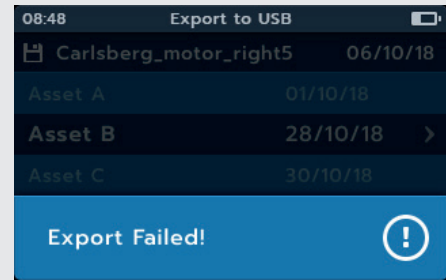 08:48 Export to USB
Carlsberg_motor_right5 06/10/18
Asset A 01/10/18
Asset B 28/10/18 >
Asset C 30/10/18
Export Failed!